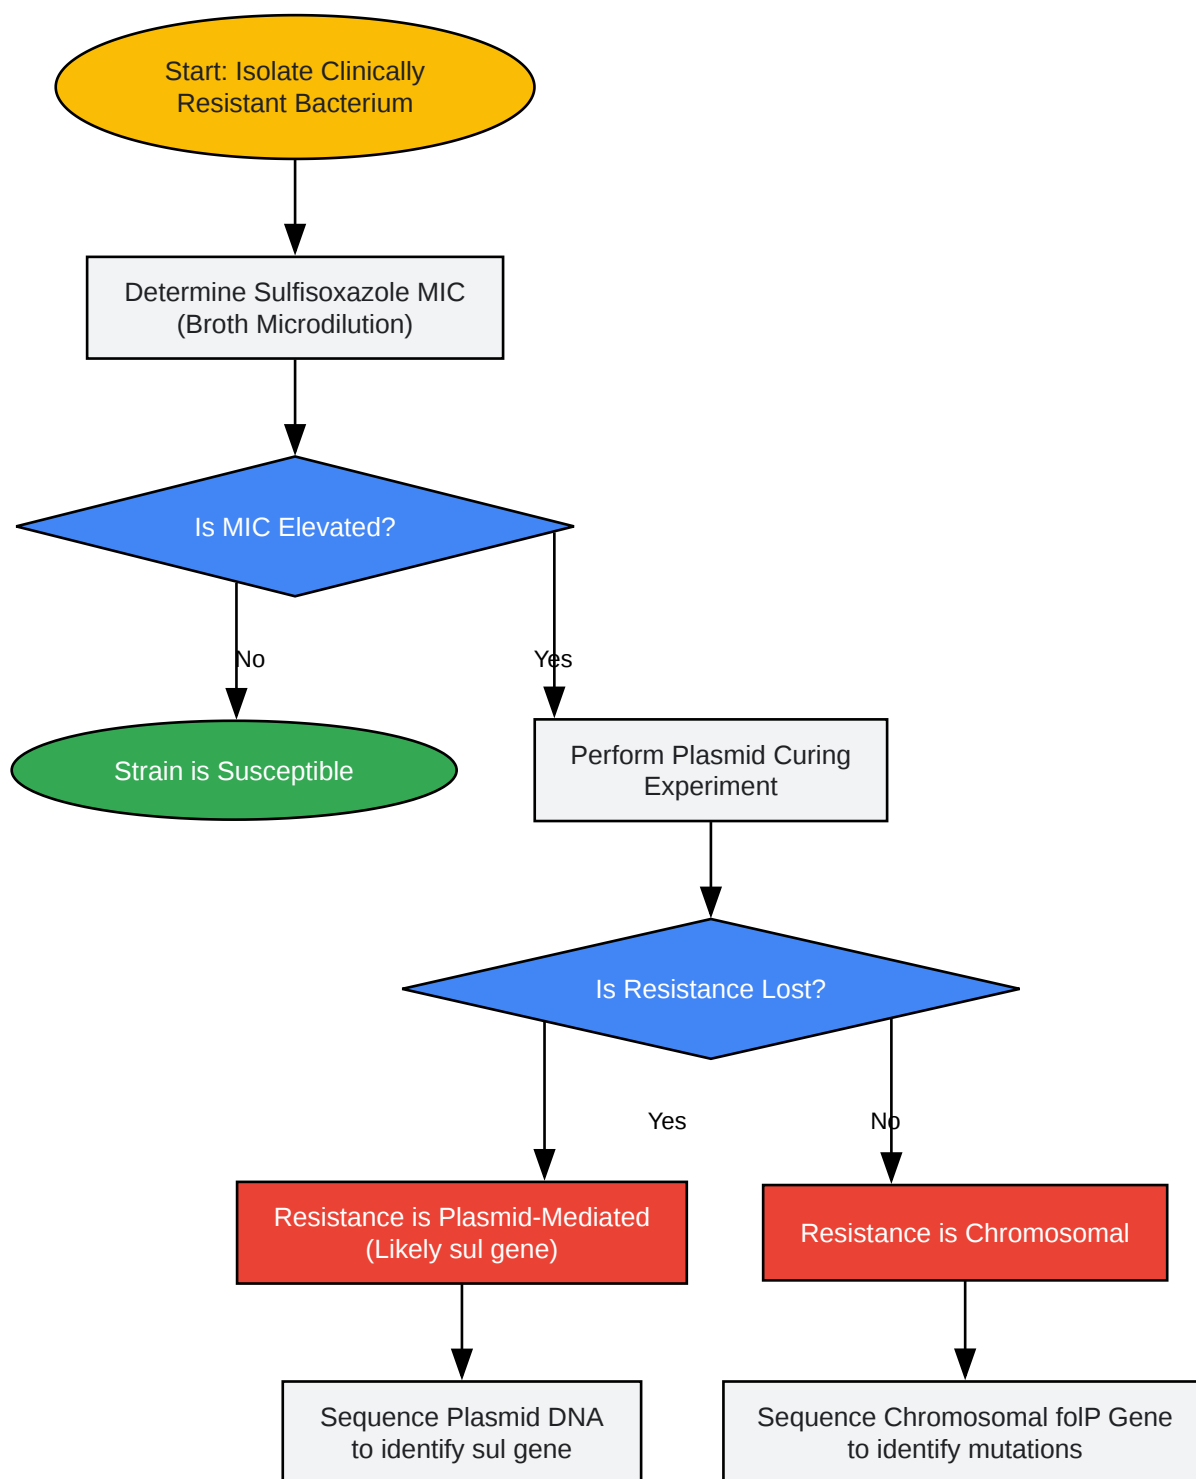 Start: Isolate Clinically
Resistant Bacterium
Determine Sulfisoxazole MIC
(Broth Microdilution)
Is MIC Elevated?
No
Yes
Strain is Susceptible
Perform Plasmid Curing
Experiment
Is Resistance Lost?
Yes
No
Resistance is Plasmid-Mediated
(Likely sul gene)
Resistance is Chromosomal
Sequence Plasmid DNA
to identify sul gene
Sequence Chromosomal folP Gene
to identify mutations